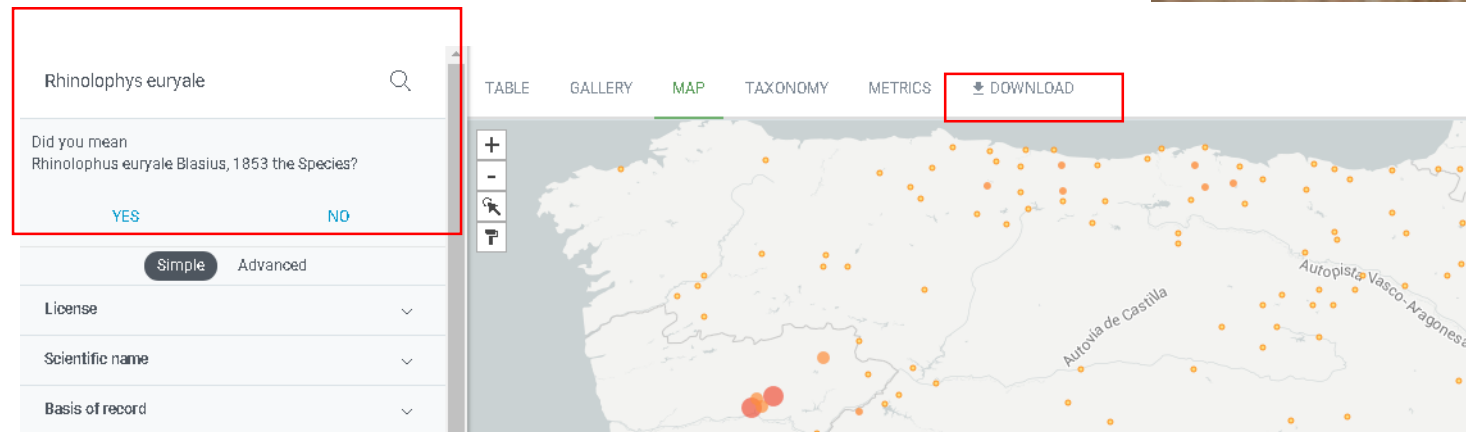 Rhinolophys euryale
Did you mean
Rhinolophus euryale Blasius, 1853 the Species?
YES NO
Simple Advanced
License
Scientific name
Basis of record
TABLE GALLERY MAP TAXONOMY METRICS DOWNLOAD
+
-
Autopista Vasco-Aragonesa
Autovía de Castilla